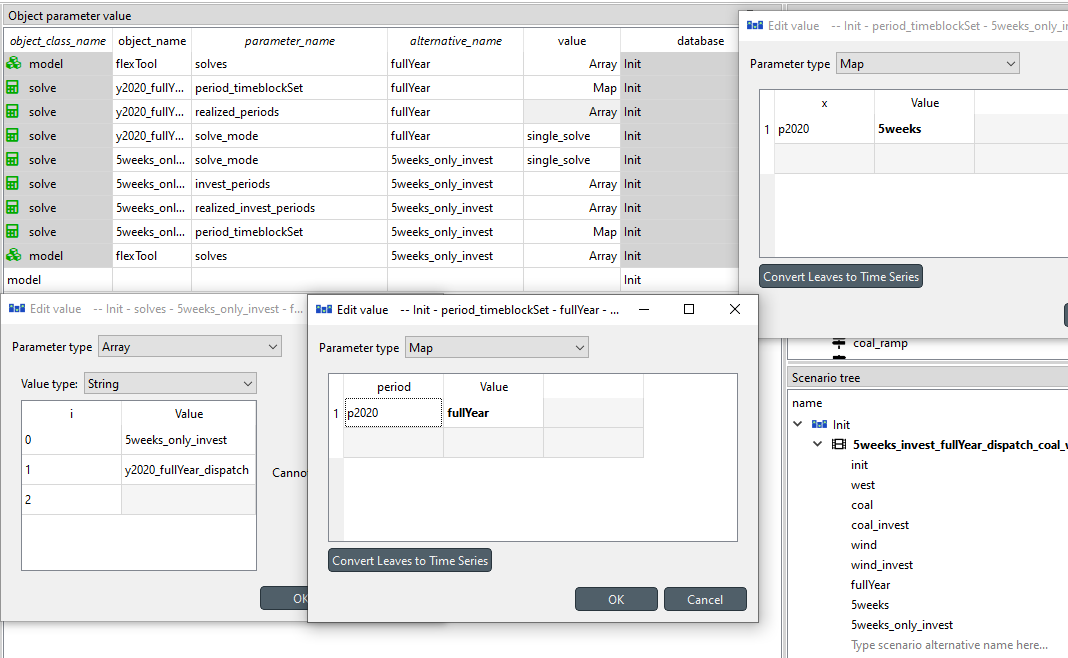 Object parameter value
object_class_name object_name parameter_name alternative_name value database
model flexTool solves fullYear Array Init
solve y2020_fullY... period_timeblockSet fullYear Map Init
solve y2020_fullY... realized_periods fullYear Array Init
solve y2020_fullY... solve_mode fullYear single_solve Init
solve 5weeks_onl... solve_mode 5weeks_only_invest single_solve Init
solve 5weeks_onl... invest_periods 5weeks_only_invest Array Init
solve 5weeks_onl... realized_invest_periods 5weeks_only_invest Array Init
solve 5weeks_onl... period_timeblockSet 5weeks_only_invest Map Init
model flexTool solves 5weeks_only_invest Array Init
model Init
Edit value -- Init - period_timeblockSet - 5weeks_only_in
Parameter type Map
x Value
1 p2020 5weeks
Convert Leaves to Time Series
Edit value -- Init - solves - 5weeks_only_invest - f...
Parameter type Array
Value type: String
i Value
0 5weeks_only_invest
1 y2020_fullYear_dispatch
2
Canno
OK
Edit value -- Init - period_timeblockSet - fullYear - ...
Parameter type Map
period Value
1 p2020 fullYear
Convert Leaves to Time Series
OK Cancel
coal_ramp
Scenario tree
name
Init
5weeks_invest_fullYear_dispatch_coal_w
init
west
coal
coal_invest
wind
wind_invest
fullYear
5weeks
5weeks_only_invest
Type scenario alternative name here...